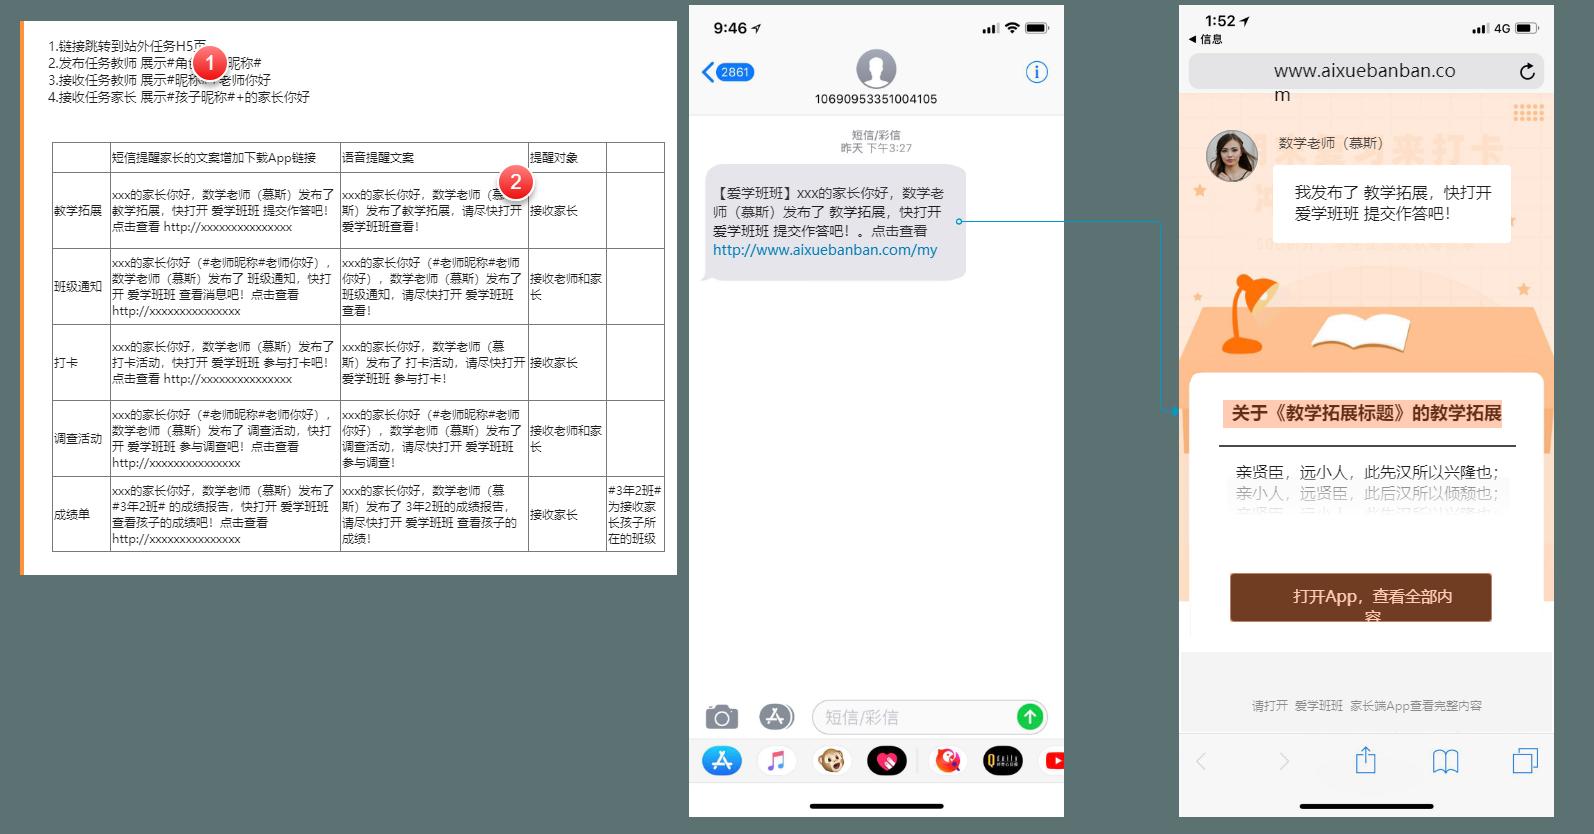 1.链接跳转到站外任务H5页
1
2.发布任务教师 展示#角色 昵称#
3.接收任务教师 展示#昵称# 老师你好
4.接收任务家长 展示#孩子昵称#+的家长你好
短信提醒家长的文案增加下载App链接
语音提醒文案
提醒对象
2
教学拓展
xxx的家长你好，数学老师（慕斯）发布了
教学拓展，快打开 爱学班班 提交作答吧！
点击查看 http://xxxxxxxxxxxxxxx
xxx的家长你好，数学老师（慕
斯）发布了教学拓展，请尽快打开
爱学班班查看！
接收家长
班级通知
xxx的家长你好（#老师昵称#老师你好），
数学老师（慕斯）发布了 班级通知，快打
开 爱学班班 查看消息吧！点击查看
http://xxxxxxxxxxxxxxx
xxx的家长你好（#老师昵称#老师
你好），数学老师（慕斯）发布了
班级通知，请尽快打开 爱学班班
查看！
接收老师和家
长
打卡
xxx的家长你好，数学老师（慕斯）发布了
打卡活动，快打开 爱学班班 参与打卡吧！
点击查看 http://xxxxxxxxxxxxxxx
xxx的家长你好，数学老师（慕
斯）发布了 打卡活动，请尽快打开
爱学班班 参与打卡！
接收家长
调查活动
xxx的家长你好（#老师昵称#老师你好），
数学老师（慕斯）发布了 调查活动，快打
开 爱学班班 参与调查吧！点击查看
http://xxxxxxxxxxxxxxx
xxx的家长你好（#老师昵称#老师
你好），数学老师（慕斯）发布了
调查活动，请尽快打开 爱学班班
参与调查！
接收老师和家
长
成绩单
xxx的家长你好，数学老师（慕斯）发布了
#3年2班# 的成绩报告，快打开 爱学班班
查看孩子的成绩吧！点击查看
http://xxxxxxxxxxxxxxx
xxx的家长你好，数学老师（慕
斯）发布了 3年2班的成绩报告，
请尽快打开 爱学班班 查看孩子的
成绩！
接收家长
#3年2班#
为接收家
长孩子所
在的班级
9:46
2861
10690953351004105
短信/彩信
昨天 下午3:27
【爱学班班】xxx的家长你好，数学老
师（慕斯）发布了 教学拓展，快打开
爱学班班 提交作答吧！。点击查看
http://www.aixuebanban.com/my
短信/彩信
1:52
4G
信息
www.aixuebanban.co
m
数学老师（慕斯）
我发布了 教学拓展，快打开
爱学班班 提交作答吧！
关于《教学拓展标题》的教学拓展
亲贤臣，远小人，此先汉所以兴隆也；
亲小人，远贤臣，此后汉所以倾颓也；
亲贤臣，远小人，此先汉所以兴隆也；
打开App，查看全部内
容
请打开 爱学班班 家长端App查看完整内容